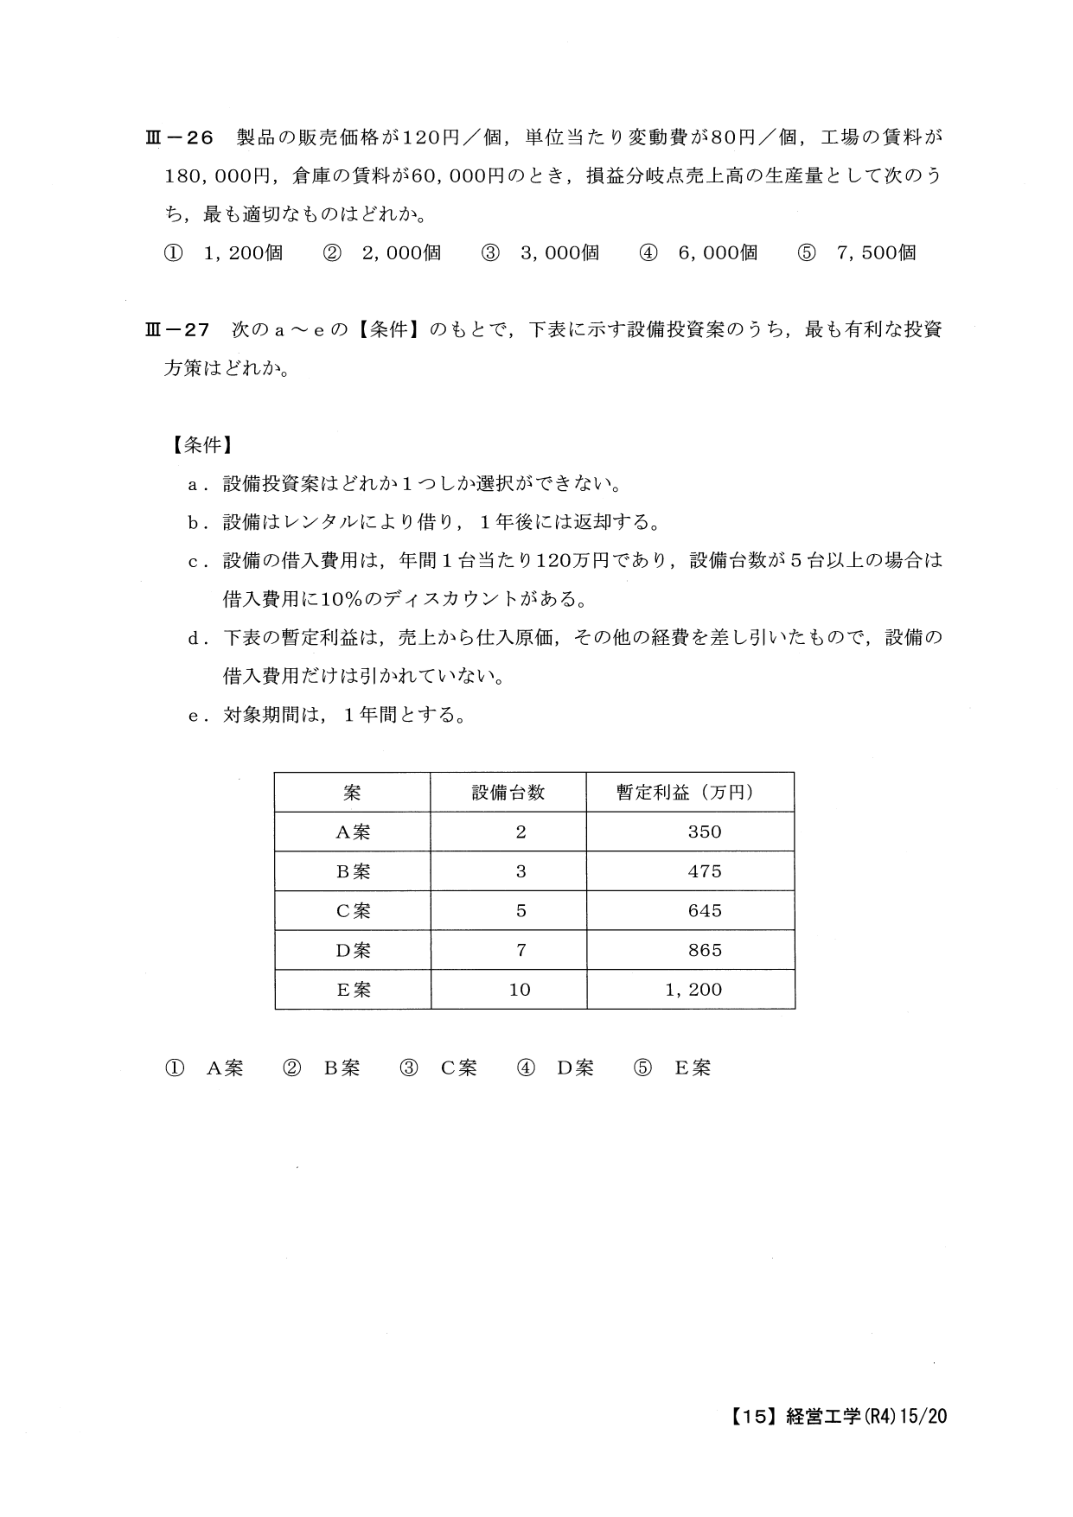 Ⅲ－26　製品の販売価格が120円／個，単位当たり変動費が80円／個，工場の賃料が
180,000円，倉庫の賃料が60,000円のとき，損益分岐点売上高の生産量として次のう
ち，最も適切なものはどれか。
①　1,200個　　②　2,000個　　③　3,000個　　④　6,000個　　⑤　7,500個
Ⅲ－27　次のａ～ｅの【条件】のもとで，下表に示す設備投資案のうち，最も有利な投資
方策はどれか。
【条件】
ａ．設備投資案はどれか１つしか選択ができない。
ｂ．設備はレンタルにより借り，１年後には返却する。
ｃ．設備の借入費用は，年間１台当たり120万円であり，設備台数が５台以上の場合は
借入費用に10％のディスカウントがある。
ｄ．下表の暫定利益は，売上から仕入原価，その他の経費を差し引いたもので，設備の
借入費用だけは引かれていない。
ｅ．対象期間は，１年間とする。
案　設備台数　暫定利益（万円）
Ａ案　2　350
Ｂ案　3　475
Ｃ案　5　645
Ｄ案　7　865
Ｅ案　10　1,200
①　Ａ案　　②　Ｂ案　　③　Ｃ案　　④　Ｄ案　　⑤　Ｅ案
【15】経営工学(R4)15/20